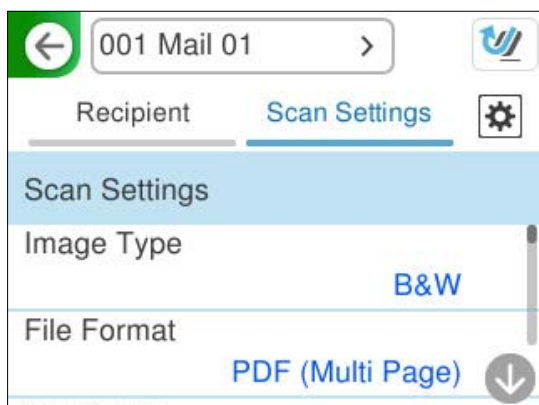 001 Mail 01
Recipient
Scan Settings
Scan Settings
Image Type
B&W
File Format
PDF (Multi Page)